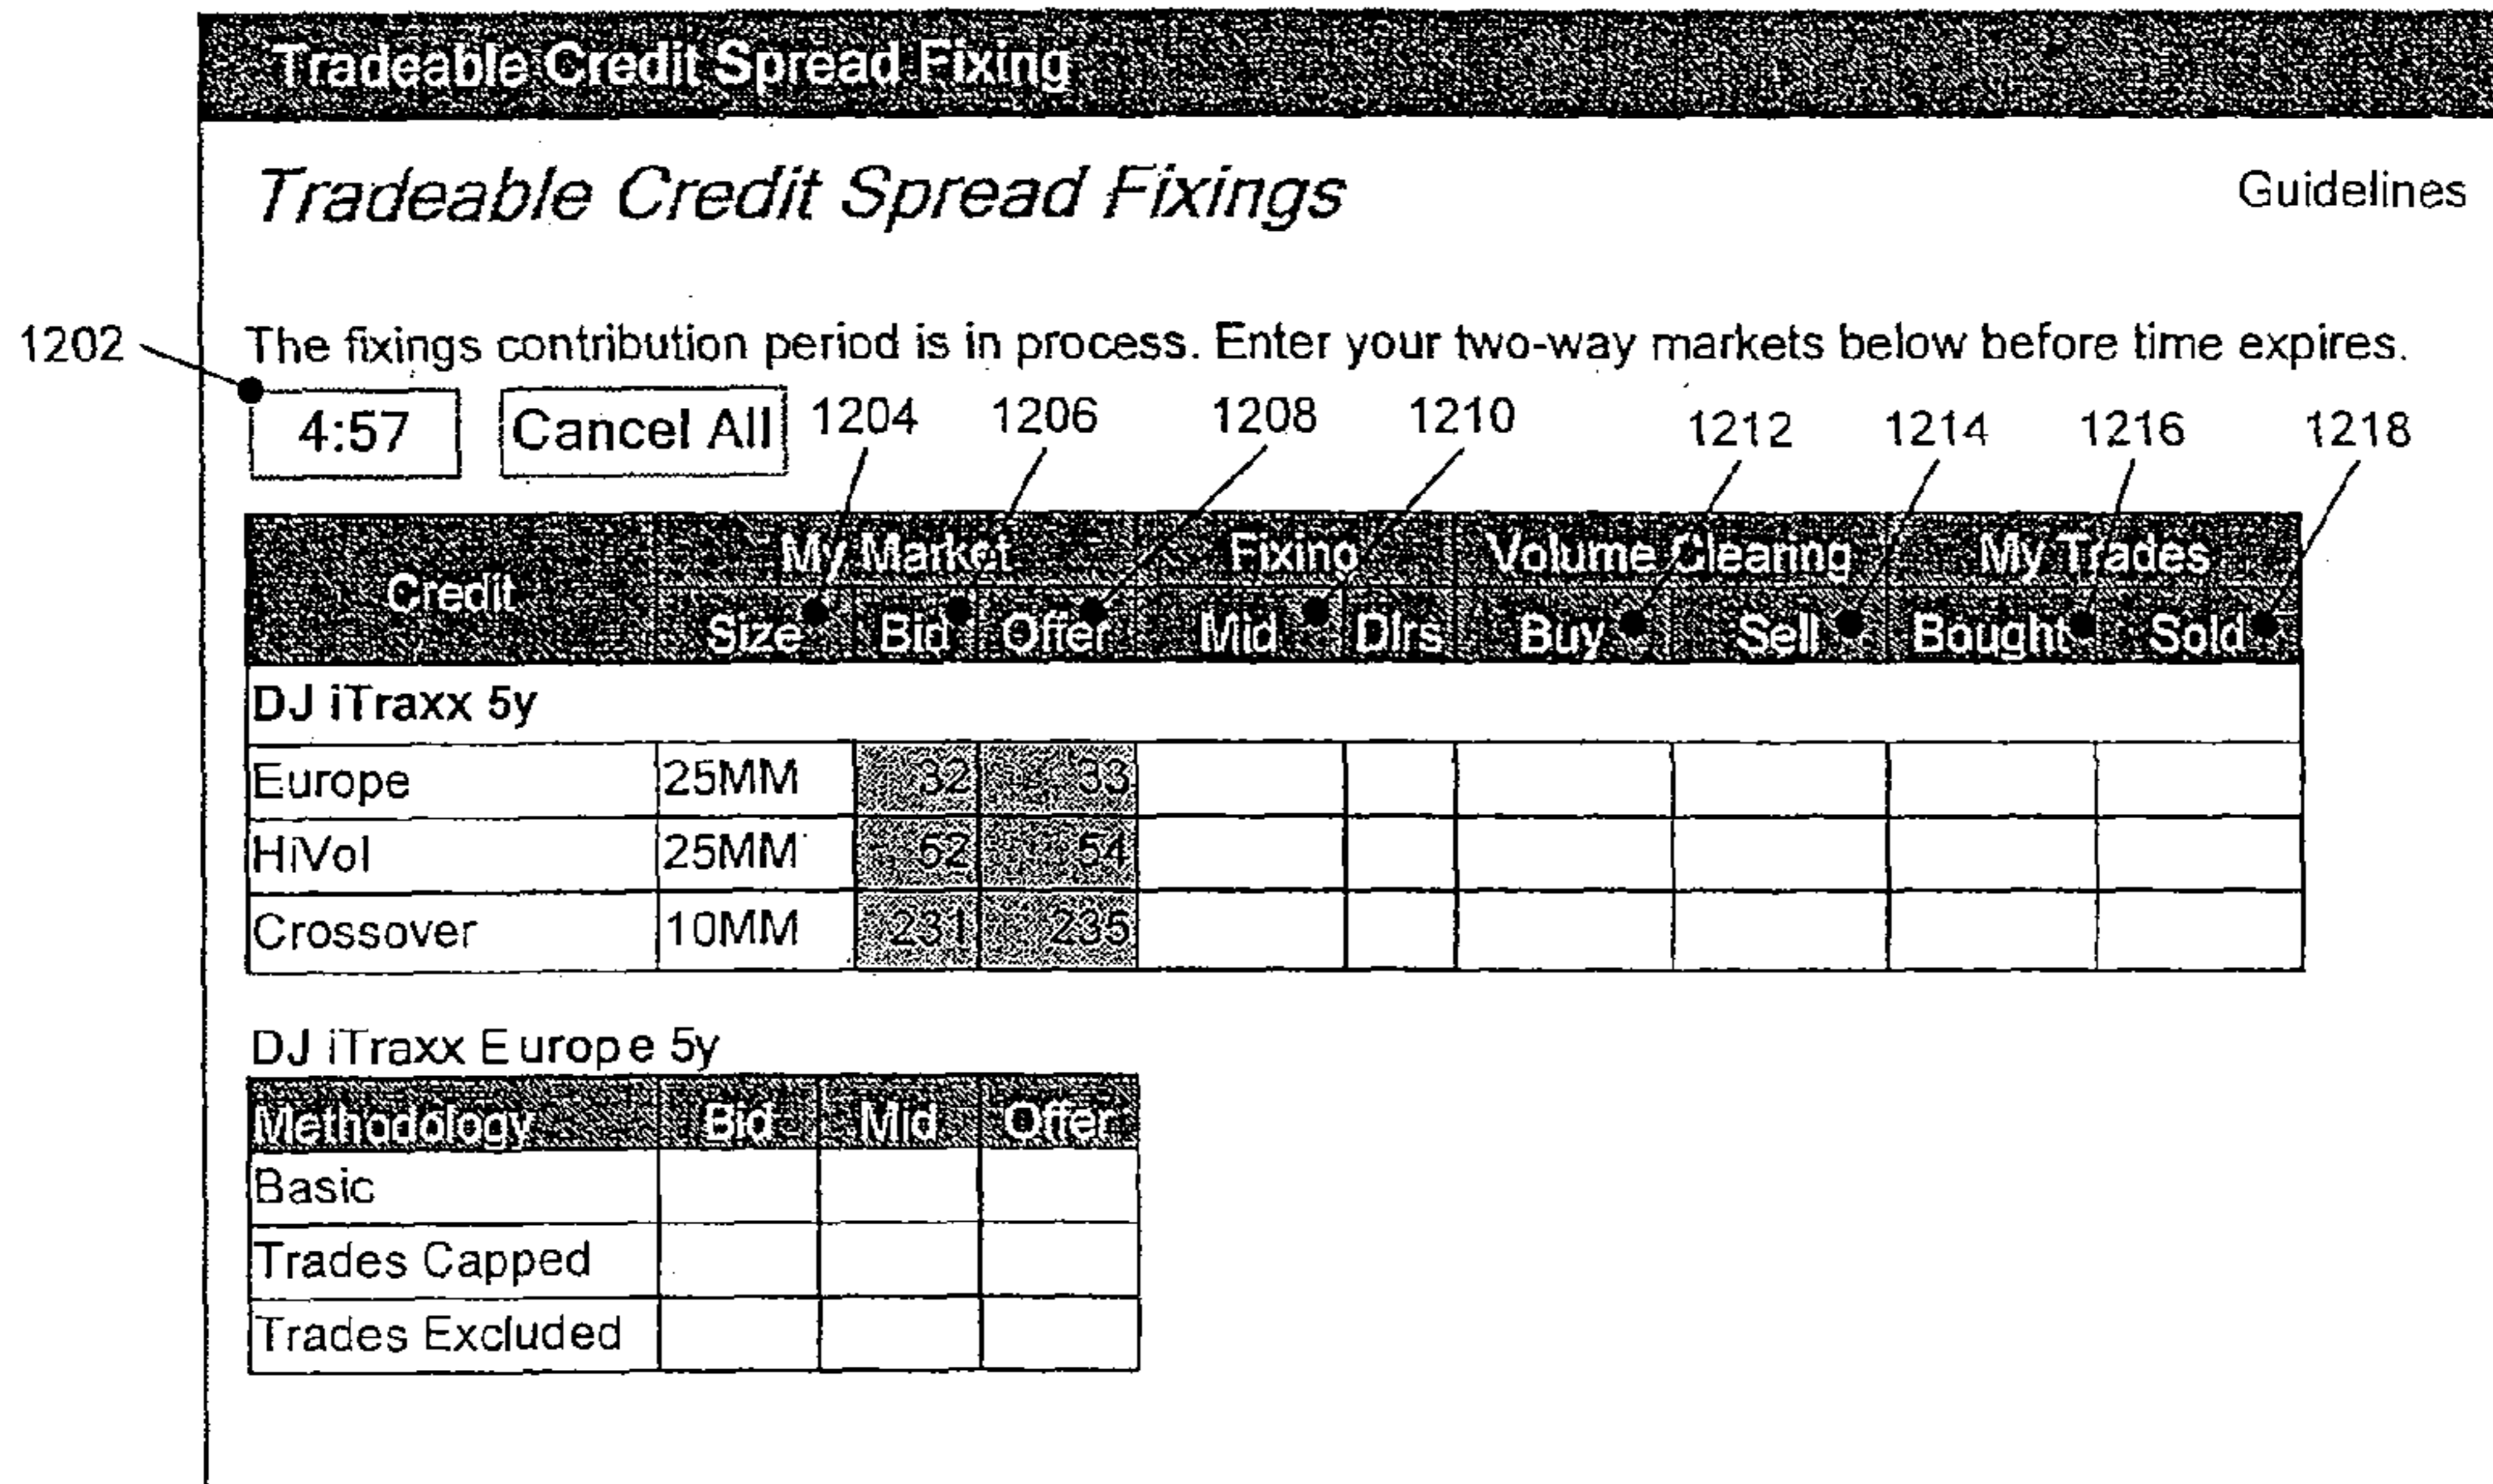 Tradeable Credit Spread Fixing
Tradeable Credit Spread Fixings Guidelines
1202 The fixings contribution period is in process. Enter your two-way markets below before time expires.
4:57 Cancel All 1204 1206 1208 1210 1212 1214 1216 1218
Credit My Market Fixing Volume Clearing My Trades
Size Bid Offer Mid Dlrs Buy Sell Bought Sold
DJ iTraxx 5y
Europe 25MM 32 33
HiVol 25MM 52 54
Crossover 10MM 231 235
DJ iTraxx Europe 5y
Methodology Bid Mid Offer
Basic
Trades Capped
Trades Excluded